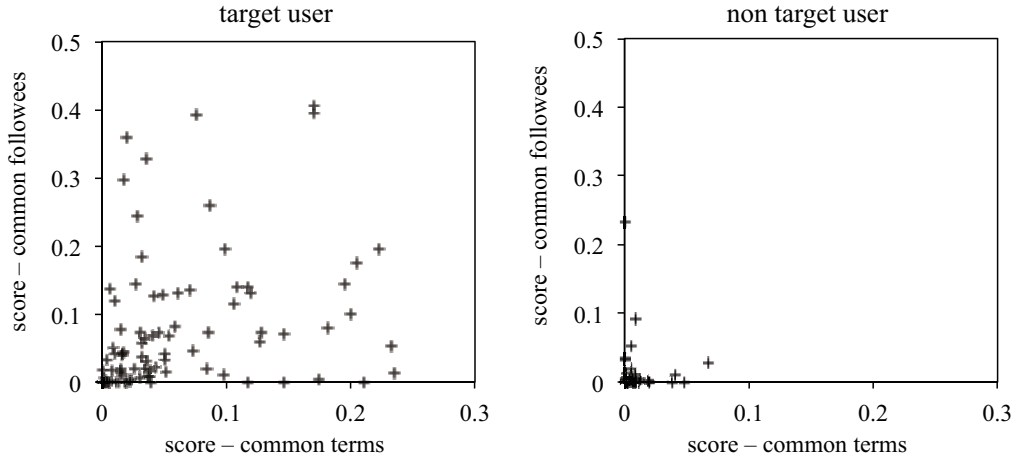 target user
0.5
0.4
0.3
0.2
0.1
0
0 0.1 0.2 0.3
score – common terms
score – common followees
non target user
0.5
0.4
0.3
0.2
0.1
0
0 0.1 0.2 0.3
score – common terms
score – common followees